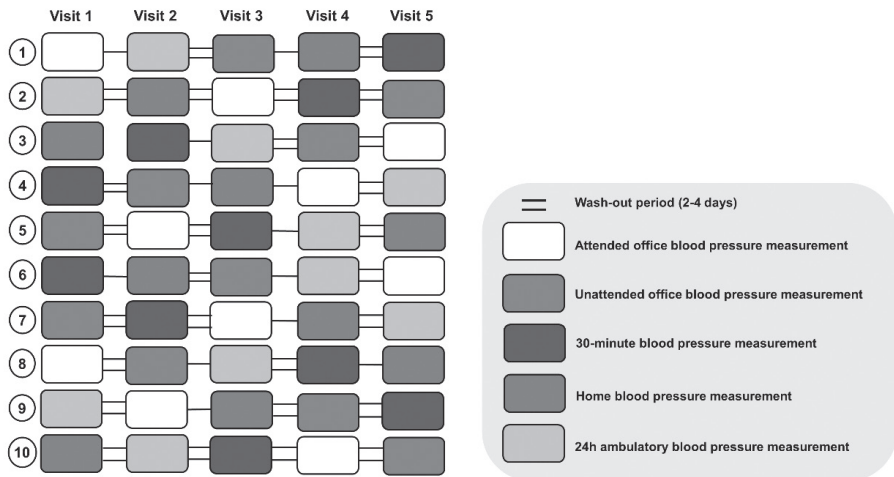 Visit 1 Visit 2 Visit 3 Visit 4 Visit 5
1
2
3
4
5
6
7
8
9
10
Wash-out period (2-4 days)
Attended office blood pressure measurement
Unattended office blood pressure measurement
30-minute blood pressure measurement
Home blood pressure measurement
24h ambulatory blood pressure measurement